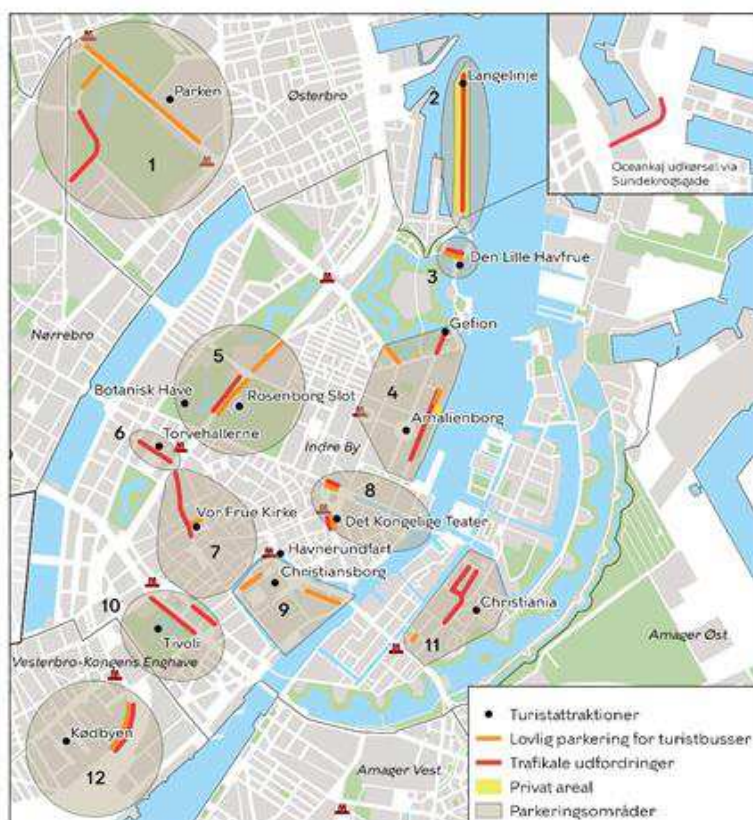 Parken
Østerbro
1
2
Langelinje
Oceankaj udkørsel via
Sundekrogsgade
Den Lille Havfrue
3
Nørrebro
Gefion
5
4
Botanisk Have
Rosenborg Slot
Amalienborg
6
Torvehallerne
Indre By
8
Vor Frue Kirke
Det Kongelige Teater
7
Havnerundfart
Christiansborg
10
9
Christiania
Tivoli
11
Amager Øst
Vesterbro-Kongens Enghave
Kødbyen
12
Amager Vest
Turistattraktioner
Lovlig parkering for turistbusser
Trafikale udfordringer
Privat areal
Parkeringsområder